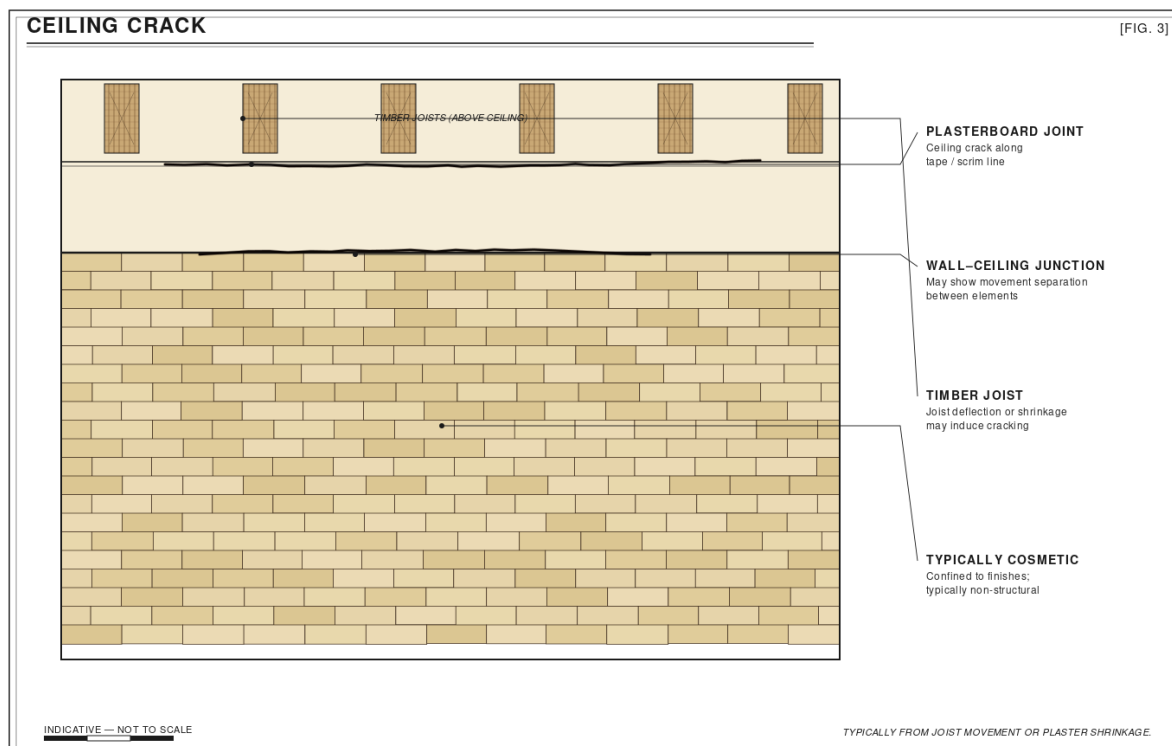 CEILING CRACK
[FIG. 3]
TIMBER JOISTS (ABOVE CEILING)
PLASTERBOARD JOINT
Ceiling crack along
tape / scrim line
WALL–CEILING JUNCTION
May show movement separation
between elements
TIMBER JOIST
Joist deflection or shrinkage
may induce cracking
TYPICALLY COSMETIC
Confined to finishes;
typically non-structural
INDICATIVE — NOT TO SCALE
TYPICALLY FROM JOIST MOVEMENT OR PLASTER SHRINKAGE.